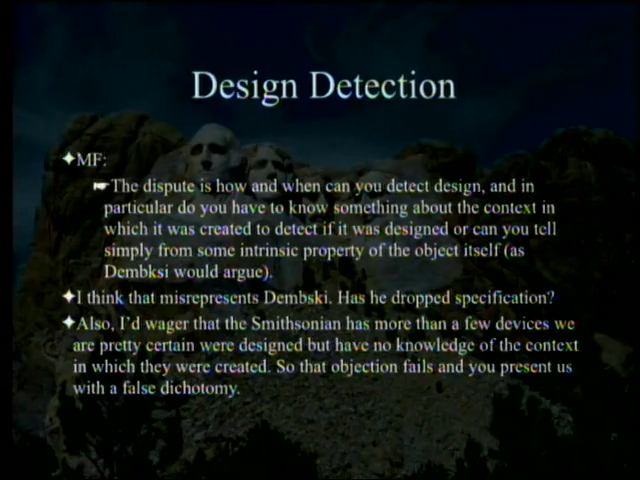 Design Detection
MF:
The dispute is how and when can you detect design, and in
particular do you have to know something about the context in
which it was created to detect if it was designed or can you tell
simply from some intrinsic property of the object itself (as
Dembksi would argue).
I think that misrepresents Dembski. Has he dropped specification?
Also, I'd wager that the Smithsonian has more than a few devices we
are pretty certain were designed but have no knowledge of the context
in which they were created. So that objection fails and you present us
with a false dichotomy.